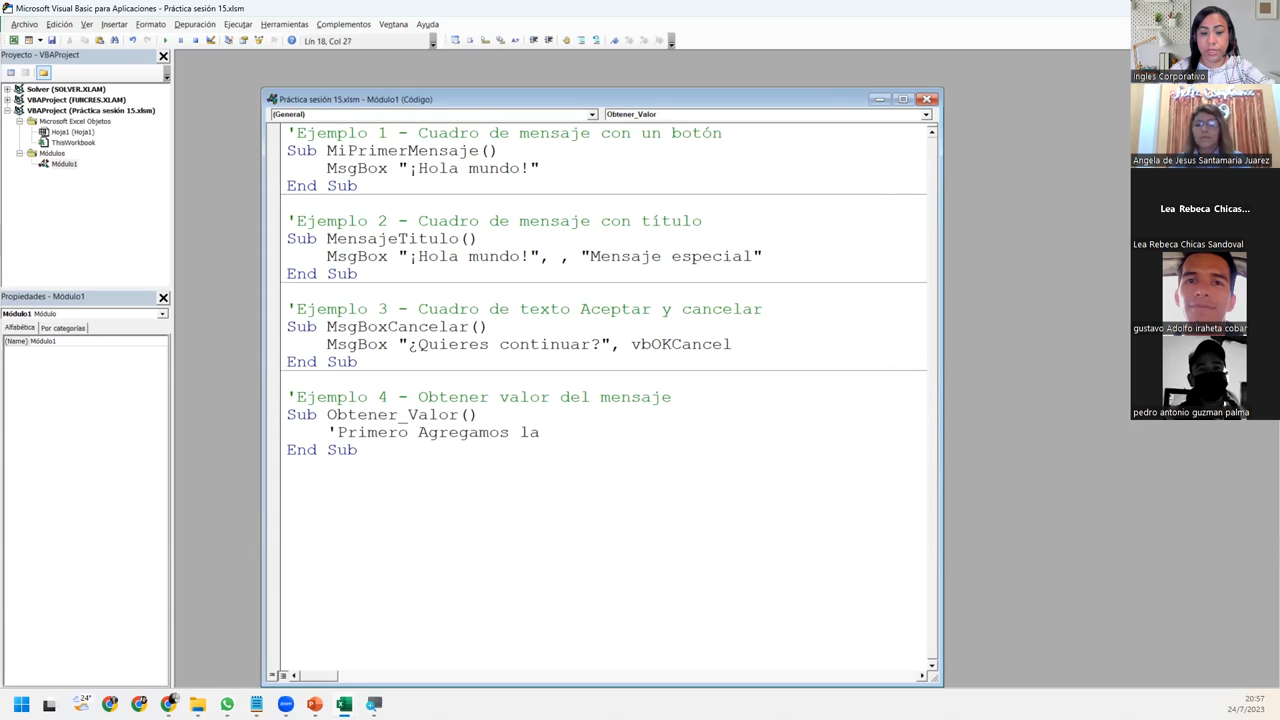 Microsoft Visual Basic para Aplicaciones - Práctica sesión 15.xlsm
Archivo Edición Ver Insertar Formato Depuración Ejecutar Herramientas Complementos Ventana Ayuda
Lín 18, Col 27
Proyecto - VBAProject
Solver (SOLVER.XLAM)
VBAProject (FUNCRES.XLAM)
VBAProject (Práctica sesión 15.xlsm)
Microsoft Excel Objetos
Hoja1 (Hoja1)
ThisWorkbook
Módulos
Módulo1
Propiedades - Módulo1
Módulo1 Módulo
Alfabética Por categorías
(Name) Módulo1
Práctica sesión 15.xlsm - Módulo1 (Código)
(General) Obtener_Valor
'Ejemplo 1 - Cuadro de mensaje con un botón
Sub MiPrimerMensaje()
MsgBox "¡Hola mundo!"
End Sub
'Ejemplo 2 - Cuadro de mensaje con título
Sub MensajeTitulo()
MsgBox "¡Hola mundo!", , "Mensaje especial"
End Sub
'Ejemplo 3 - Cuadro de texto Aceptar y cancelar
Sub MsgBoxCancelar()
MsgBox "¿Quieres continuar?", vbOKCancel
End Sub
'Ejemplo 4 - Obtener valor del mensaje
Sub Obtener_Valor()
'Primero Agregamos la
End Sub
Ingles Corporativo
Angela de Jesus Santamaria Juarez
Lea Rebeca Chicas...
Lea Rebeca Chicas Sandoval
gustavo Adolfo iraheta cobar
pedro antonio guzman palma
24°
zoom
20:57
24/7/2023